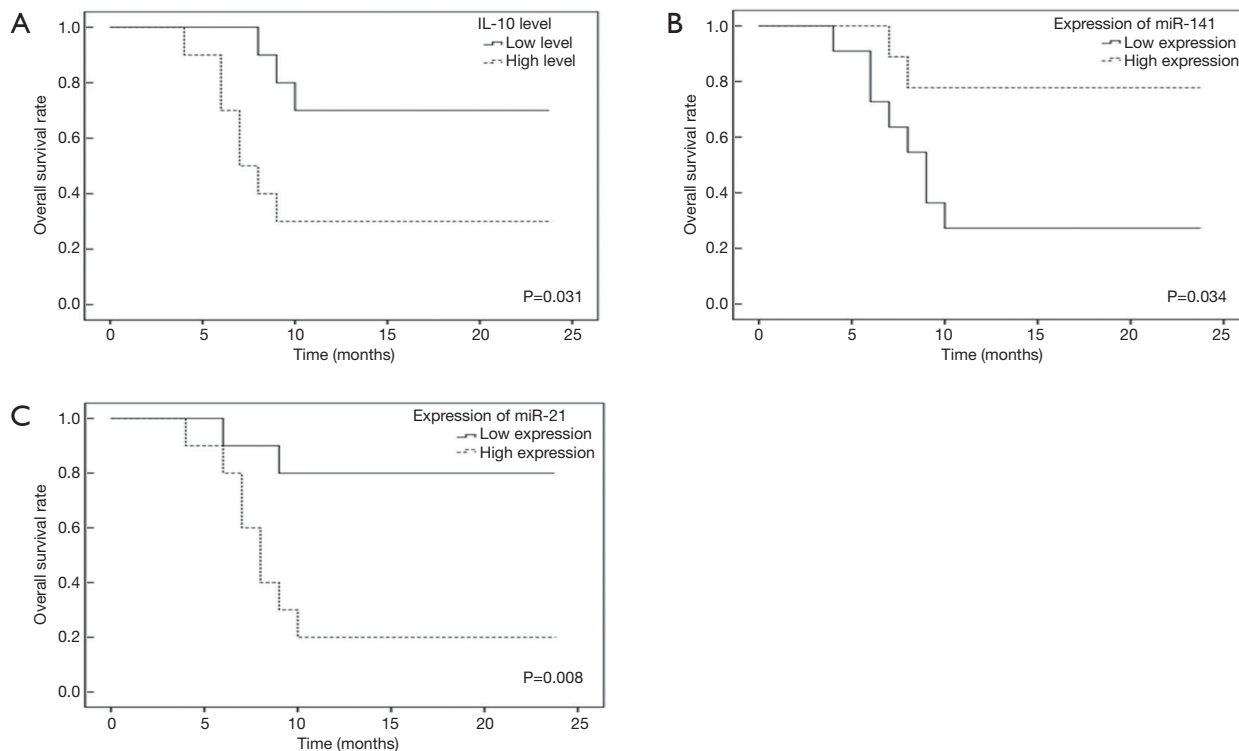 A
IL-10 level
Low level
High level
1.0
0.8
0.6
0.4
0.2
0.0
Overall survival rate
P=0.031
0 5 10 15 20 25
Time (months)
B
Expression of miR-141
Low expression
High expression
1.0
0.8
0.6
0.4
0.2
0.0
Overall survival rate
P=0.034
0 5 10 15 20 25
Time (months)
C
Expression of miR-21
Low expression
High expression
1.0
0.8
0.6
0.4
0.2
0.0
Overall survival rate
P=0.008
0 5 10 15 20 25
Time (months)